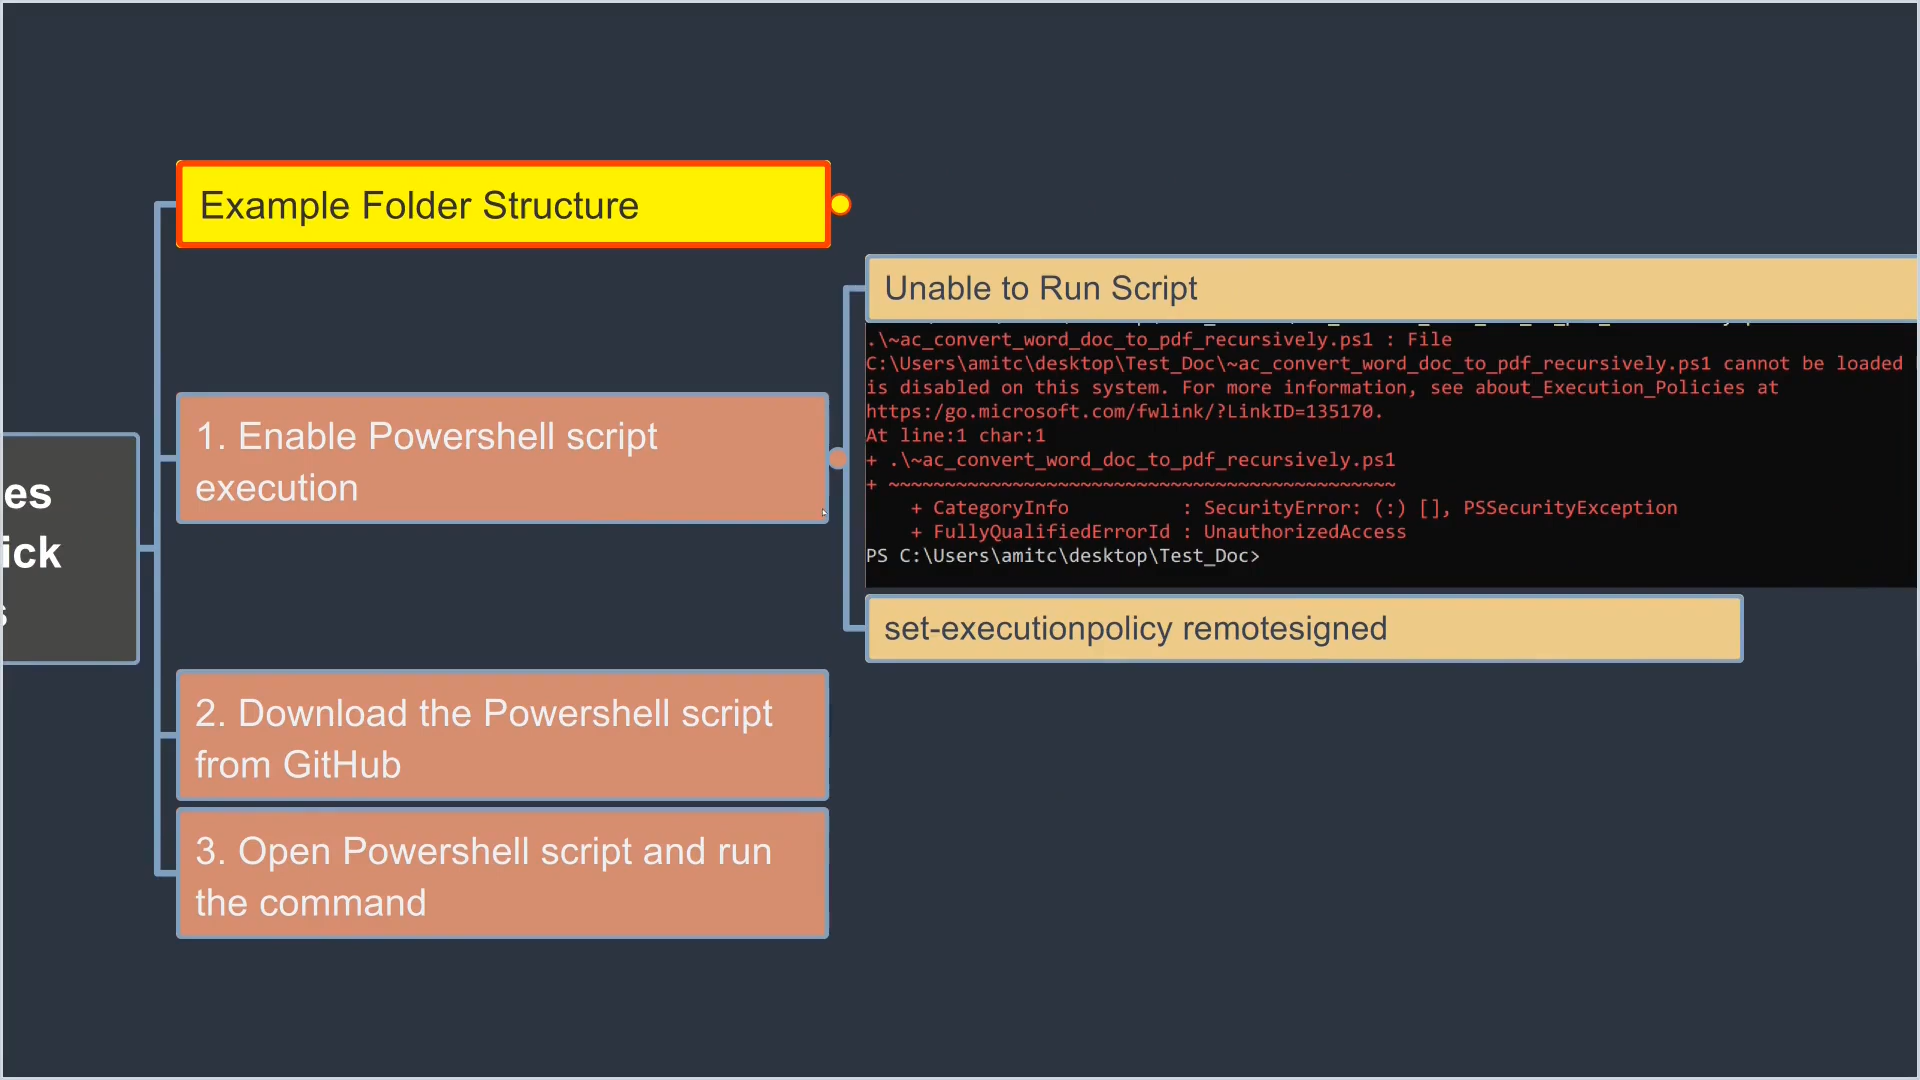 es
ick
s
Example Folder Structure
1. Enable Powershell script
execution
Unable to Run Script
.\~ac_convert_word_doc_to_pdf_recursively.ps1 : File
C:\Users\amitc\desktop\Test_Doc\~ac_convert_word_doc_to_pdf_recursively.ps1 cannot be loaded
is disabled on this system. For more information, see about_Execution_Policies at
https:/go.microsoft.com/fwlink/?LinkID=135170.
At line:1 char:1
+ .\~ac_convert_word_doc_to_pdf_recursively.ps1
+ ~~~~~~~~~~~~~~~~~~~~~~~~~~~~~~~~~~~~~~~~~~~~~
+ CategoryInfo : SecurityError: (:) [], PSSecurityException
+ FullyQualifiedErrorId : UnauthorizedAccess
PS C:\Users\amitc\desktop\Test_Doc>
set-executionpolicy remotesigned
2. Download the Powershell script
from GitHub
3. Open Powershell script and run
the command